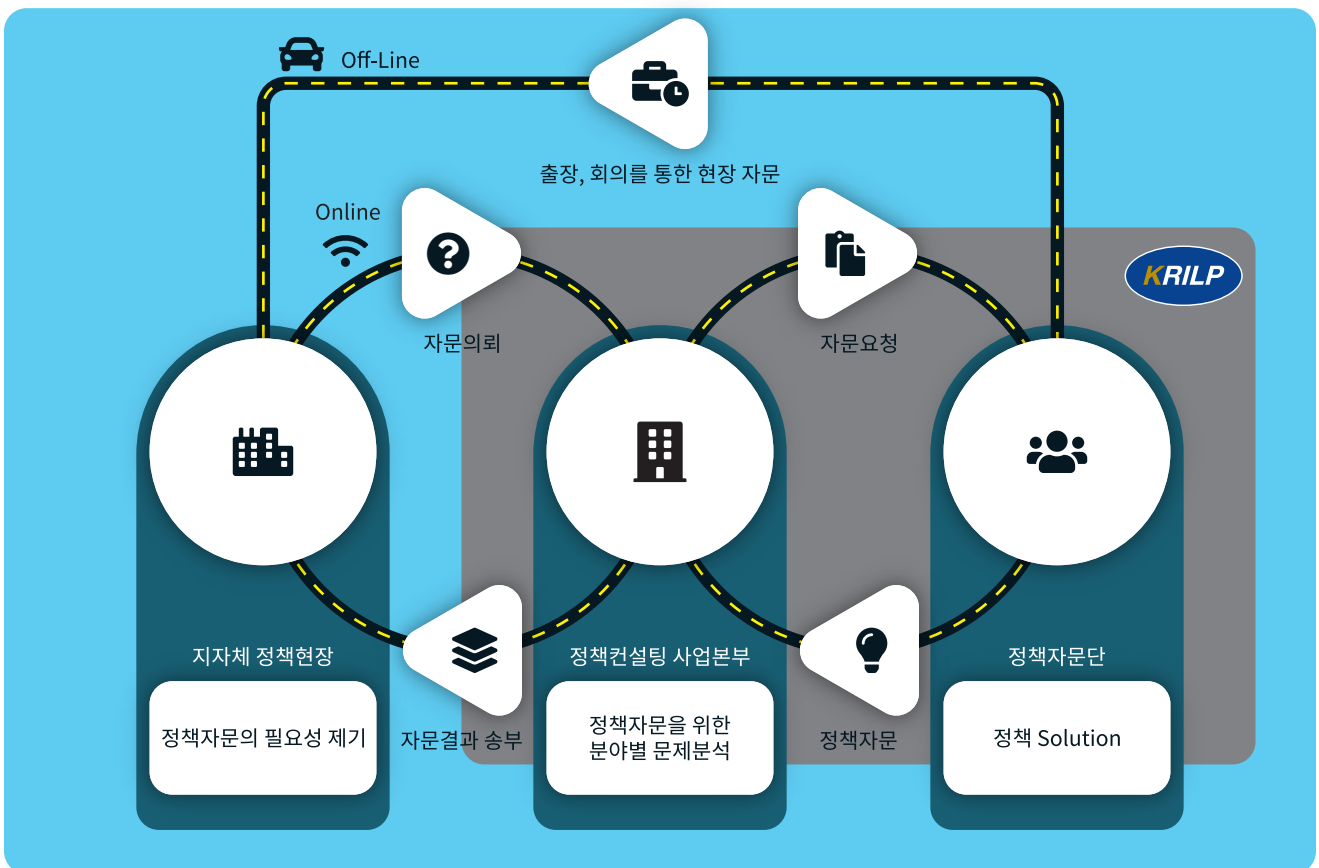 Off-Line
출장, 회의를 통한 현장 자문
Online
KRILP
자문의뢰
자문요청
지자체 정책현장
정책컨설팅 사업본부
정책자문단
정책자문의 필요성 제기
자문결과 송부
정책자문을 위한
분야별 문제분석
정책자문
정책 Solution